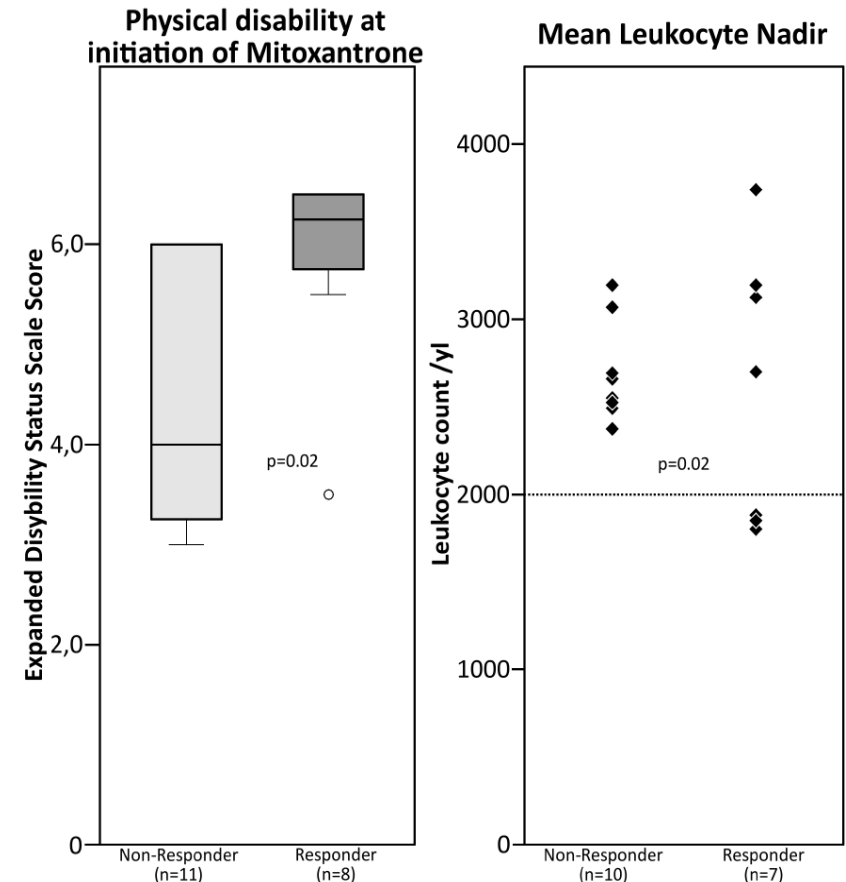 Physical disability at
initiation of Mitoxantrone
Expanded Disybility Status Scale Score
6,0
4,0
2,0
0
p=0.02
Non-Responder
(n=11)
Responder
(n=8)
Mean Leukocyte Nadir
Leukocyte count /yl
4000
3000
2000
1000
0
p=0.02
Non-Responder
(n=10)
Responder
(n=7)